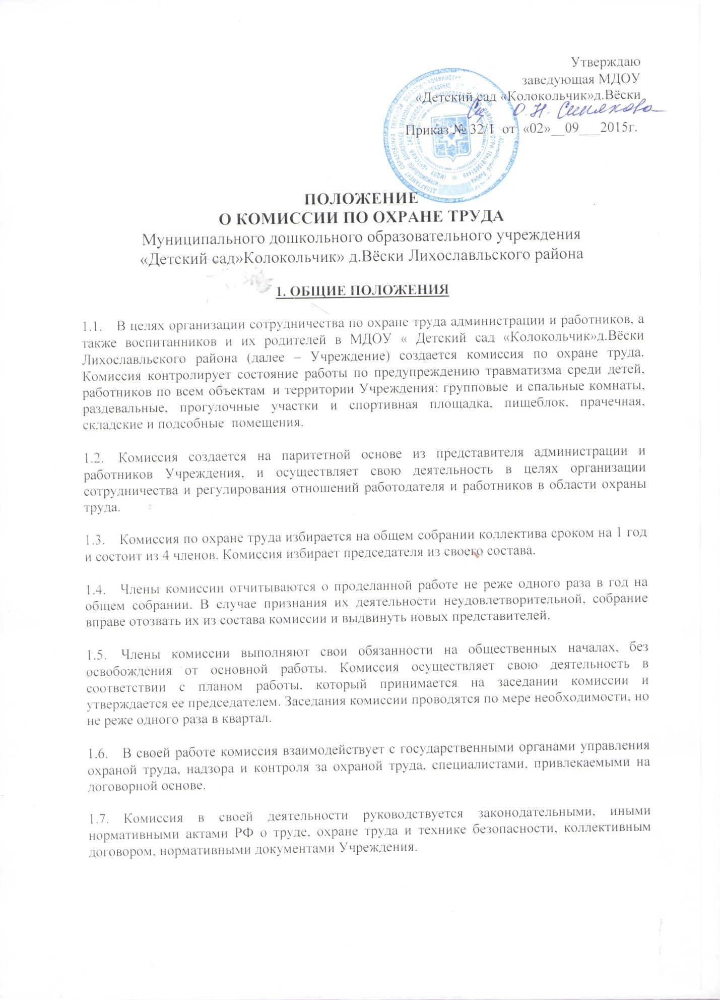 Утверждаю
заведующая МДОУ
«Детский сад «Колокольчик»д.Вёски
О.Н. Синякова
Приказ № 32/1 от «02»__09___2015г.
ПОЛОЖЕНИЕ
О КОМИССИИ ПО ОХРАНЕ ТРУДА
Муниципального дошкольного образовательного учреждения
«Детский сад»Колокольчик» д.Вёски Лихославльского района
1. ОБЩИЕ ПОЛОЖЕНИЯ
1.1. В целях организации сотрудничества по охране труда администрации и работников, а
также воспитанников и их родителей в МДОУ « Детский сад «Колокольчик»д.Вёски
Лихославльского района (далее – Учреждение) создается комиссия по охране труда.
Комиссия контролирует состояние работы по предупреждению травматизма среди детей,
работников по всем объектам и территории Учреждения: групповые и спальные комнаты,
раздевальные, прогулочные участки и спортивная площадка, пищеблок, прачечная,
складские и подсобные помещения.
1.2. Комиссия создается на паритетной основе из представителя администрации и
работников Учреждения, и осуществляет свою деятельность в целях организации
сотрудничества и регулирования отношений работодателя и работников в области охраны
труда.
1.3. Комиссия по охране труда избирается на общем собрании коллектива сроком на 1 год
и состоит из 4 членов. Комиссия избирает председателя из своего состава.
1.4. Члены комиссии отчитываются о проделанной работе не реже одного раза в год на
общем собрании. В случае признания их деятельности неудовлетворительной, собрание
вправе отозвать их из состава комиссии и выдвинуть новых представителей.
1.5. Члены комиссии выполняют свои обязанности на общественных началах, без
освобождения от основной работы. Комиссия осуществляет свою деятельность в
соответствии с планом работы, который принимается на заседании комиссии и
утверждается ее председателем. Заседания комиссии проводятся по мере необходимости, но
не реже одного раза в квартал.
1.6. В своей работе комиссия взаимодействует с государственными органами управления
охраной труда, надзора и контроля за охраной труда, специалистами, привлекаемыми на
договорной основе.
1.7. Комиссия в своей деятельности руководствуется законодательными, иными
нормативными актами РФ о труде, охране труда и технике безопасности, коллективным
договором, нормативными документами Учреждения.